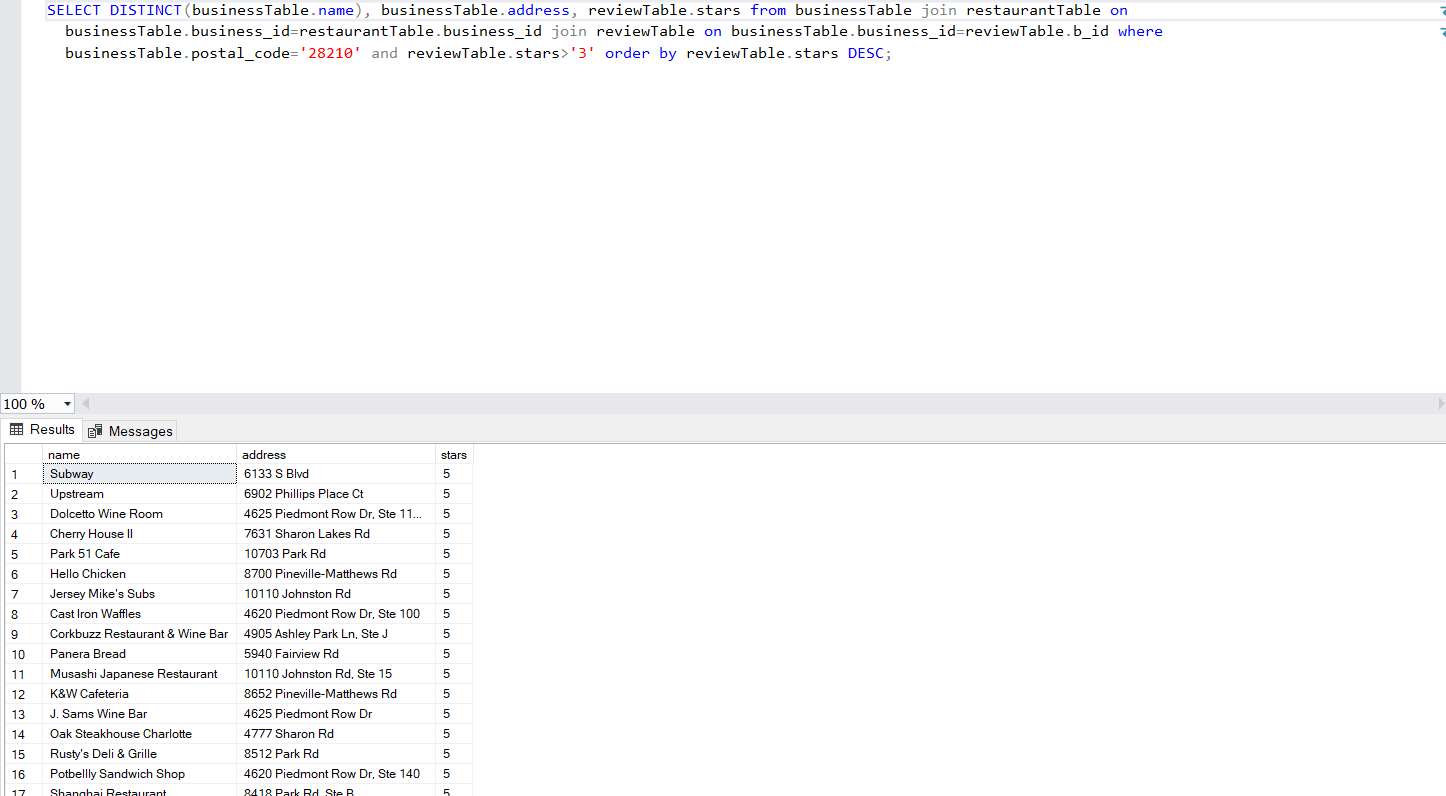 SELECT DISTINCT(businessTable.name), businessTable.address, reviewTable.stars from businessTable join restaurantTable on
businessTable.business_id=restaurantTable.business_id join reviewTable on businessTable.business_id=reviewTable.b_id where
businessTable.postal_code='28210' and reviewTable.stars>'3' order by reviewTable.stars DESC;
100 %
Results Messages
name address stars
1 Subway 6133 S Blvd 5
2 Upstream 6902 Phillips Place Ct 5
3 Dolcetto Wine Room 4625 Piedmont Row Dr, Ste 11... 5
4 Cherry House II 7631 Sharon Lakes Rd 5
5 Park 51 Cafe 10703 Park Rd 5
6 Hello Chicken 8700 Pineville-Matthews Rd 5
7 Jersey Mike's Subs 10110 Johnston Rd 5
8 Cast Iron Waffles 4620 Piedmont Row Dr, Ste 100 5
9 Corkbuzz Restaurant & Wine Bar 4905 Ashley Park Ln, Ste J 5
10 Panera Bread 5940 Fairview Rd 5
11 Musashi Japanese Restaurant 10110 Johnston Rd, Ste 15 5
12 K&W Cafeteria 8652 Pineville-Matthews Rd 5
13 J. Sams Wine Bar 4625 Piedmont Row Dr 5
14 Oak Steakhouse Charlotte 4777 Sharon Rd 5
15 Rusty's Deli & Grille 8512 Park Rd 5
16 Potbellly Sandwich Shop 4620 Piedmont Row Dr, Ste 140 5
17 Shanghai Restaurant 8418 Park Rd, Ste B 5